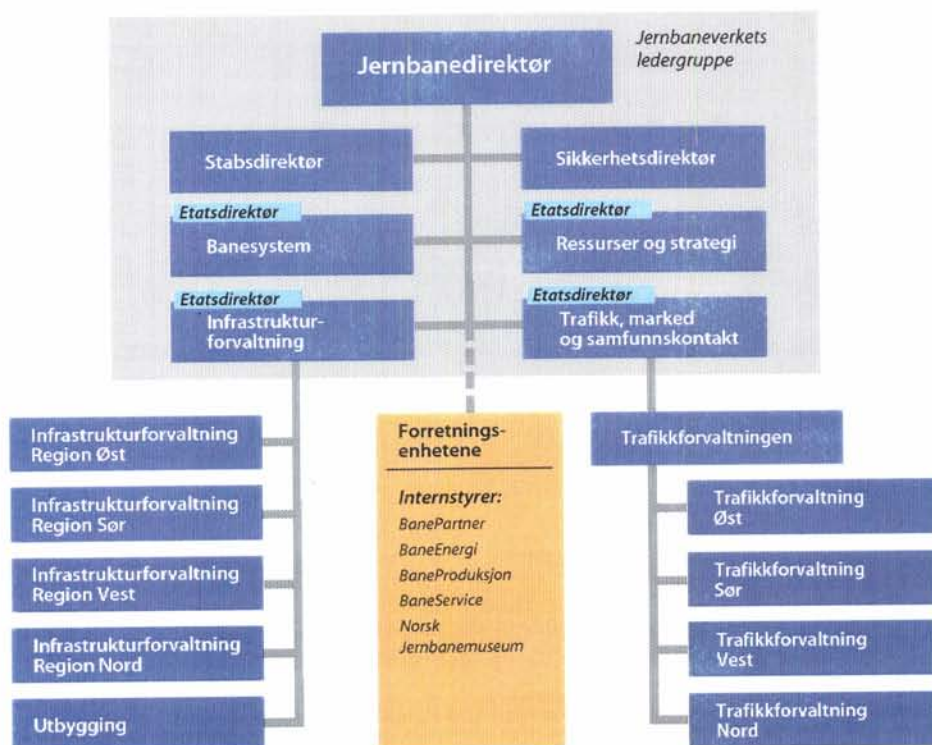 Jernbaneverkets
ledergruppe
Jernbanedirektør
Stabsdirektør
Sikkerhetsdirektør
Etatsdirektør
Banesystem
Etatsdirektør
Ressurser og strategi
Etatsdirektør
Infrastruktur-
forvaltning
Etatsdirektør
Trafikk, marked
og samfunnskontakt
Infrastrukturforvaltning
Region Øst
Infrastrukturforvaltning
Region Sør
Infrastrukturforvaltning
Region Vest
Infrastrukturforvaltning
Region Nord
Utbygging
Forretnings-
enhetene
Internstyrer:
BanePartner
BaneEnergi
BaneProduksjon
BaneService
Norsk
Jernbanemuseum
Trafikkforvaltningen
Trafikkforvaltning
Øst
Trafikkforvaltning
Sør
Trafikkforvaltning
Vest
Trafikkforvaltning
Nord